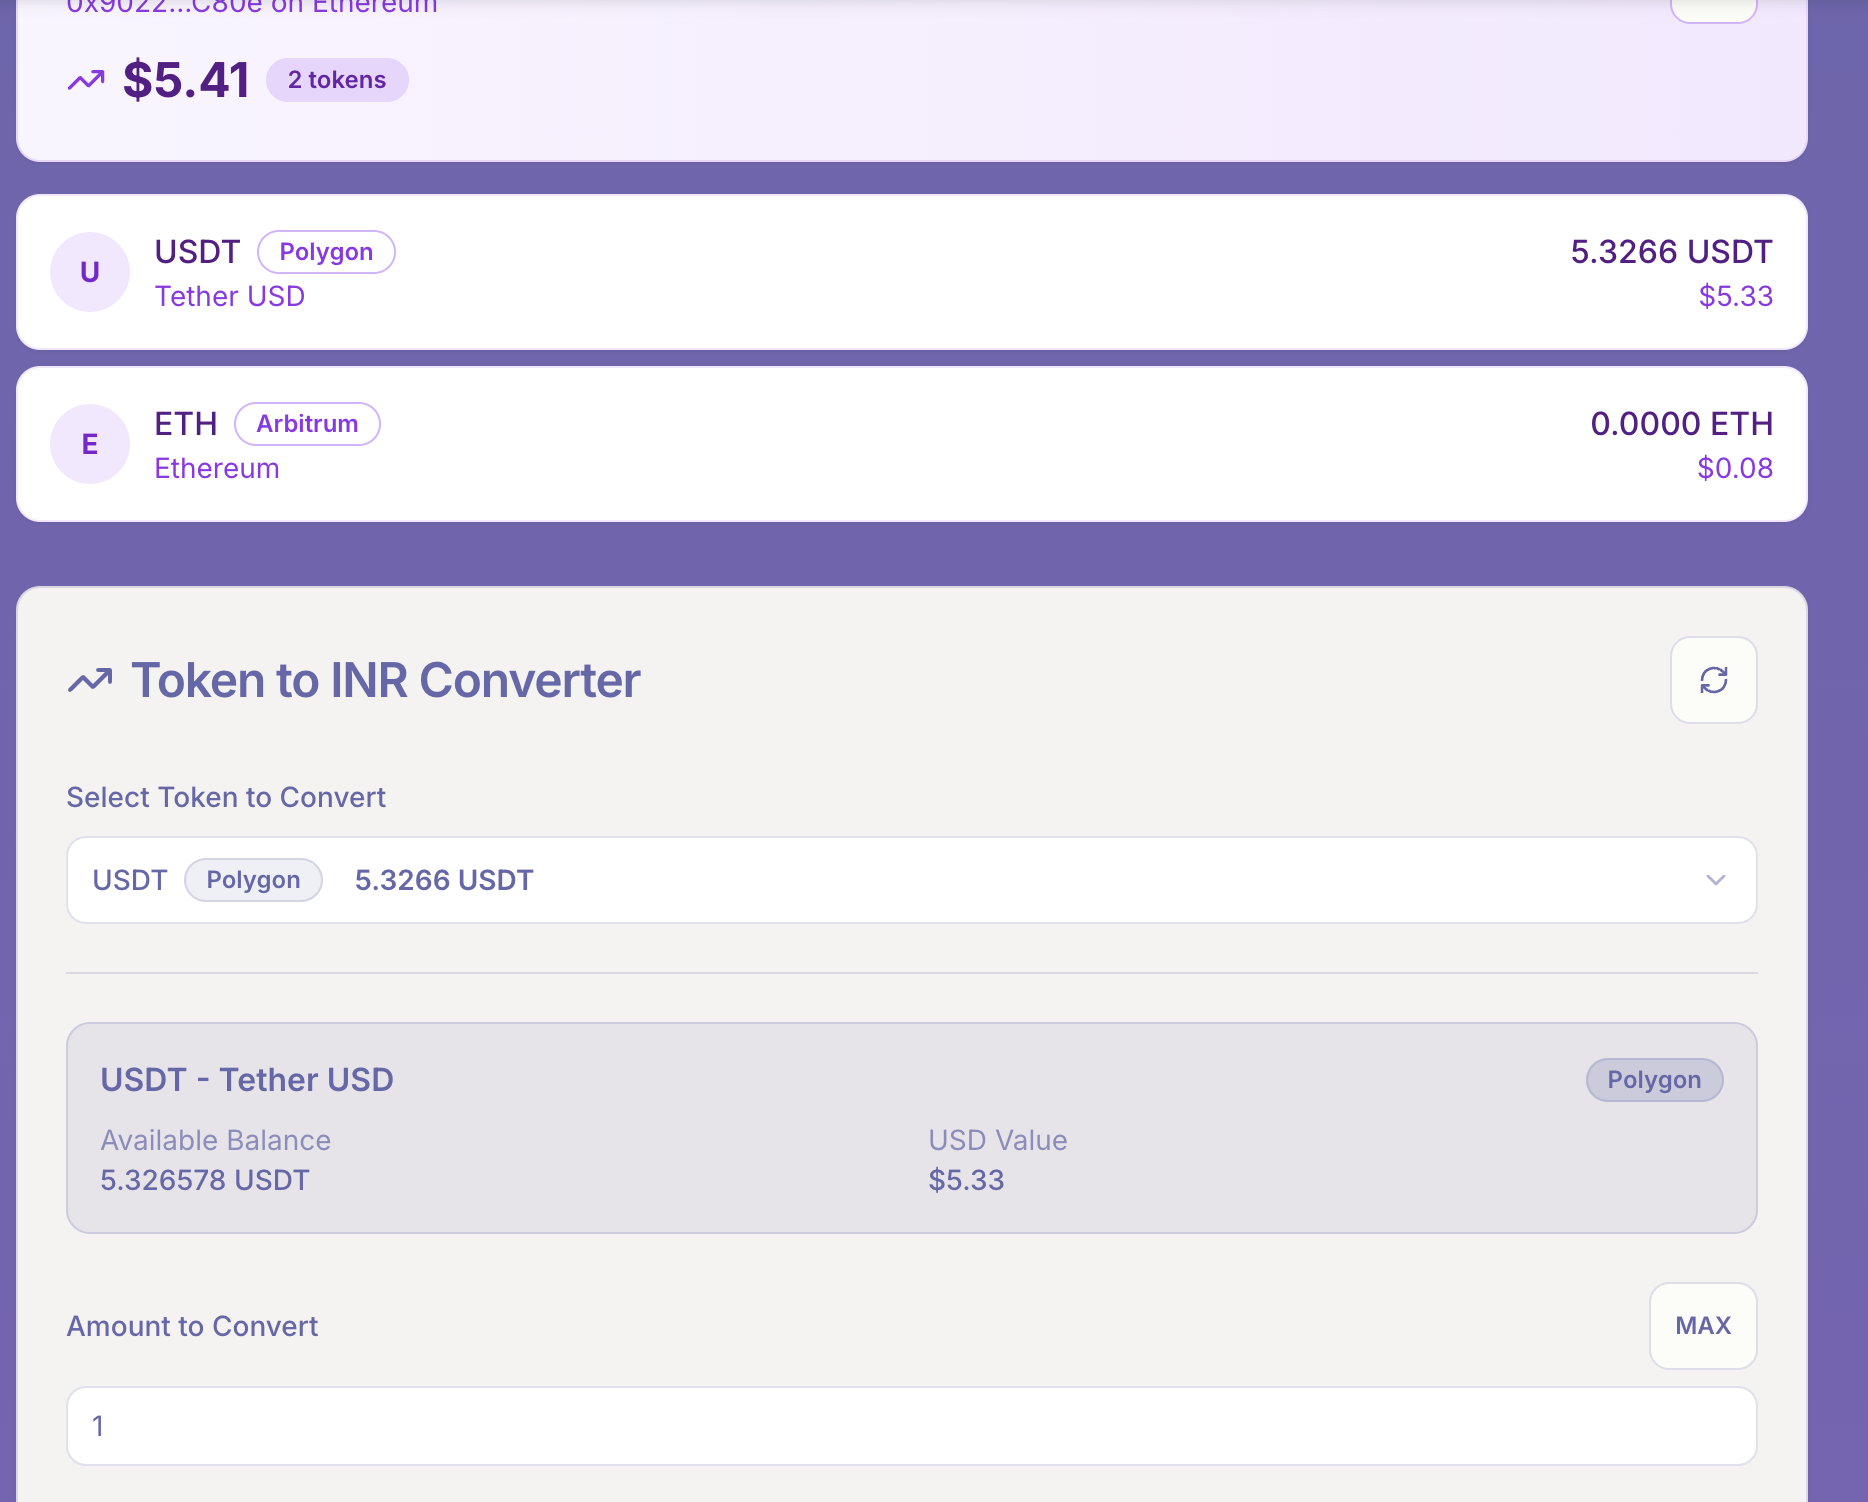 0x9022...C80e on Ethereum
$5.41 2 tokens
U USDT Polygon 5.3266 USDT
Tether USD $5.33
E ETH Arbitrum 0.0000 ETH
Ethereum $0.08
Token to INR Converter
Select Token to Convert
USDT Polygon 5.3266 USDT
USDT - Tether USD Polygon
Available Balance USD Value
5.326578 USDT $5.33
Amount to Convert MAX
1